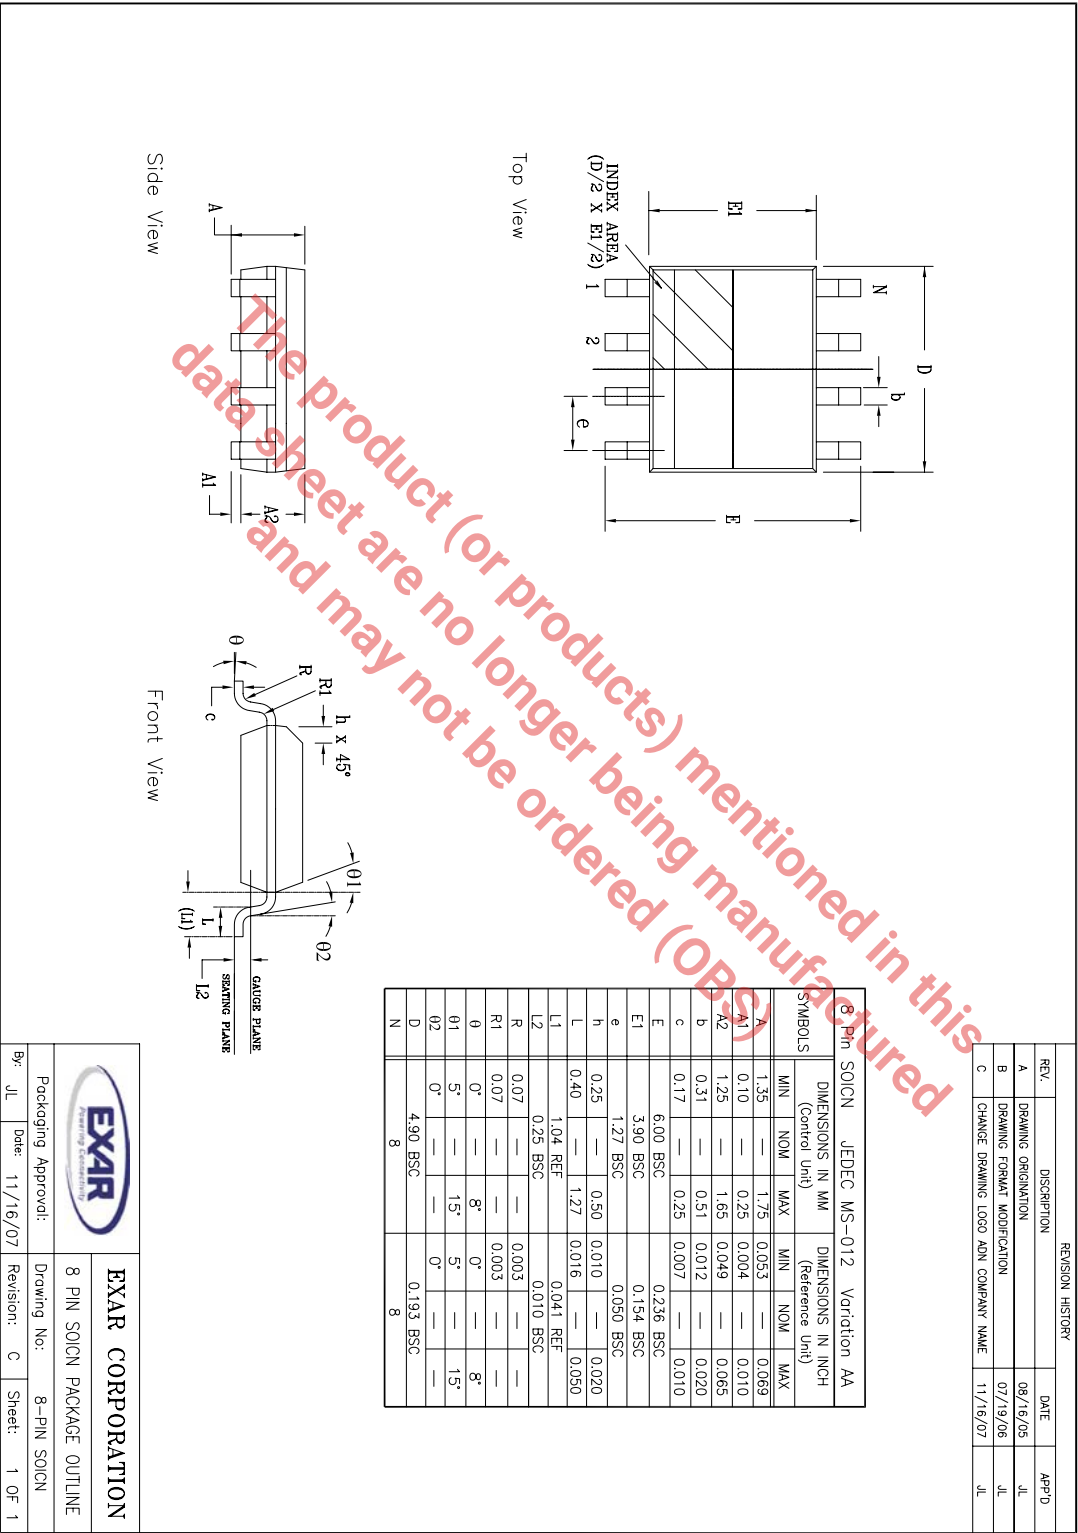 REVISION HISTORY
REV. DISCRIPTION DATE APP'D
A DRAWING ORIGINATION 08/16/05 JL
B DRAWING FORMAT MODIFICATION 07/19/06 JL
C CHANGE DRAWING LOGO ADN COMPANY NAME 11/16/07 JL
N
D
b
E1
E
e
INDEX AREA
(D/2 X E1/2)
1
2
Top View
8 Pin SOICN JEDEC MS-012 Variation AA
SYMBOLS
DIMENSIONS IN MM
(Control Unit)
DIMENSIONS IN INCH
(Reference Unit)
MIN NOM MAX MIN NOM MAX
A 1.35 — 1.75 0.053 — 0.069
A1 0.10 — 0.25 0.004 — 0.010
A2 1.25 — 1.65 0.049 — 0.065
b 0.31 — 0.51 0.012 — 0.020
c 0.17 — 0.25 0.007 — 0.010
E 6.00 BSC 0.236 BSC
E1 3.90 BSC 0.154 BSC
e 1.27 BSC 0.050 BSC
h 0.25 — 0.50 0.010 — 0.020
L 0.40 — 1.27 0.016 — 0.050
L1 1.04 REF 0.041 REF
L2 0.25 BSC 0.010 BSC
R 0.07 — — 0.003 — —
R1 0.07 — — 0.003 — —
θ 0° — 8° 0° — 8°
θ1 5° — 15° 5° — 15°
θ2 0° — — 0° — —
D 4.90 BSC 0.193 BSC
N 8 8
A
A1
A2
Side View
θ
c
R
R1
h x 45°
θ1
θ2
L
(L1)
L2
GAUGE PLANE
SEATING PLANE
Front View
The product (or products) mentioned in this
data sheet are no longer being manufactured
and may not be ordered (OBS)
EXAR
Powering Connectivity
EXAR CORPORATION
8 PIN SOICN PACKAGE OUTLINE
Packaging Approval:
Drawing No: 8-PIN SOICN
By: JL Date: 11/16/07 Revision: C Sheet: 1 OF 1